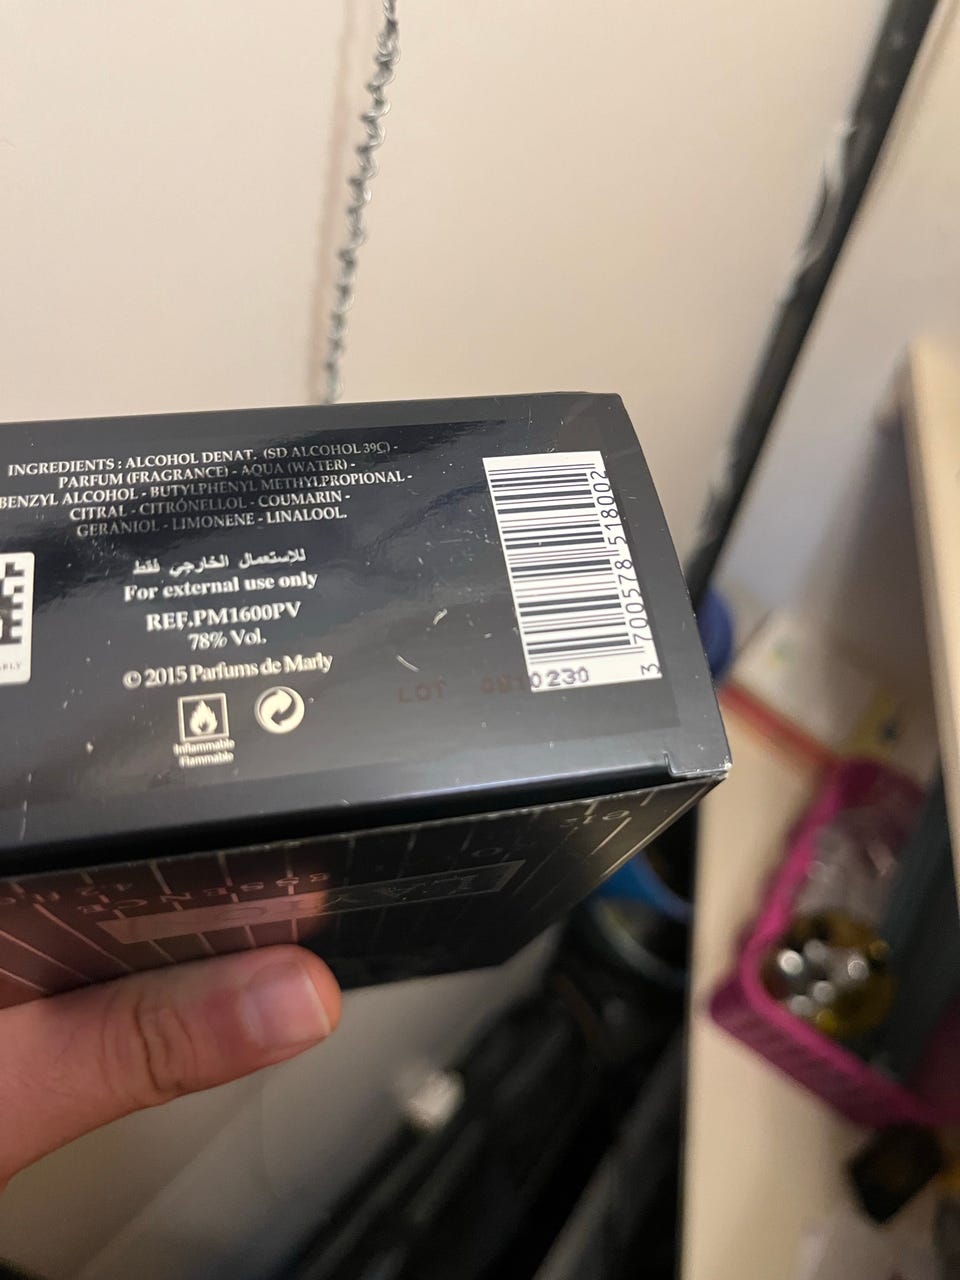 INGREDIENTS : ALCOHOL DENAT. (SD ALCOHOL 39C) -
PARFUM (FRAGRANCE) - AQUA (WATER) -
BENZYL ALCOHOL - BUTYLPHENYL METHYLPROPIONAL -
CITRAL - CITRONELLOL - COUMARIN -
GERANIOL - LIMONENE - LINALOOL.
للإستعمال الخارجي فقط
For external use only
REF.PM1600PV
78% Vol.
© 2015 Parfums de Marly
Inflammable
Flammable
LOT
3 700578 518002